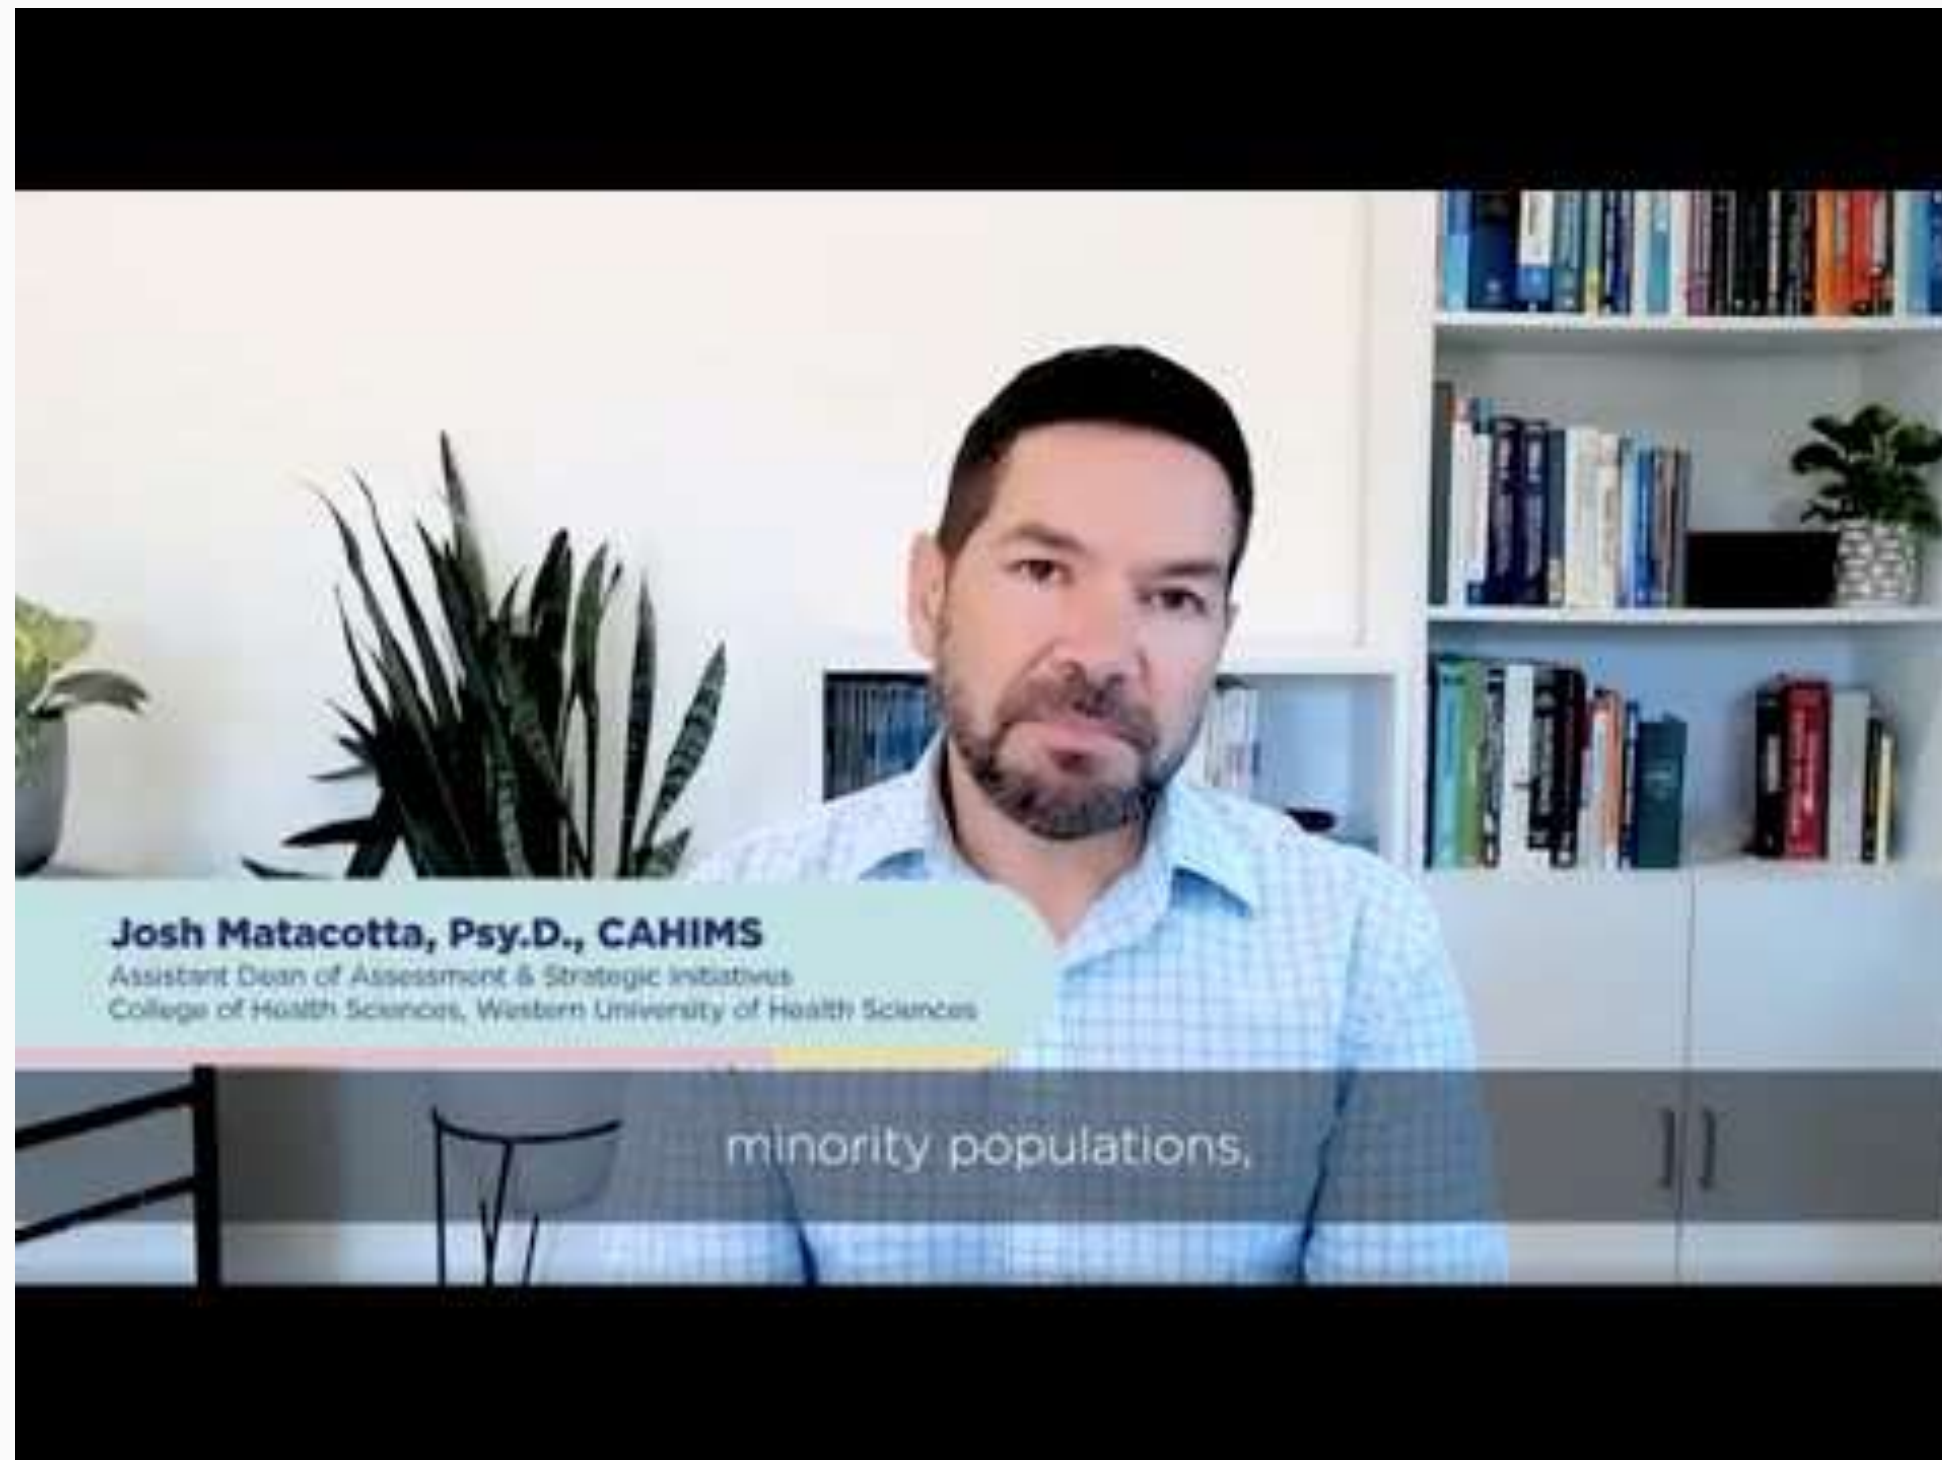 Josh Matacotta, Psy.D., CAHIMS
Assistant Dean of Assessment & Strategic Initiatives
College of Health Sciences, Western University of Health Sciences
minority populations,